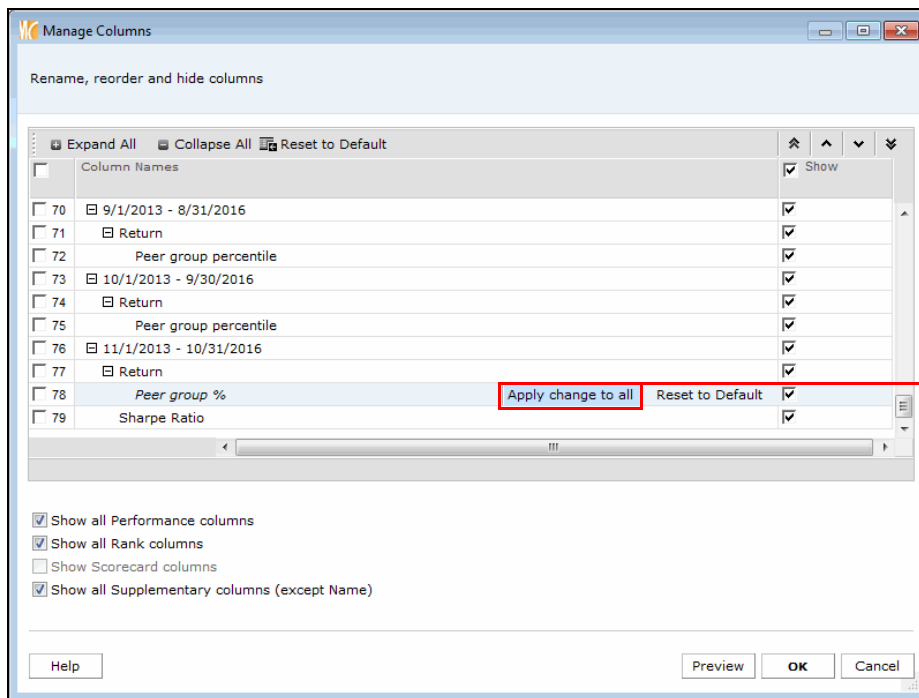 Manage Columns
Rename, reorder and hide columns
Expand All Collapse All Reset to Default
Column Names Show
70 9/1/2013 - 8/31/2016
71 Return
72 Peer group percentile
73 10/1/2013 - 9/30/2016
74 Return
75 Peer group percentile
76 11/1/2013 - 10/31/2016
77 Return
78 Peer group % Apply change to all Reset to Default
79 Sharpe Ratio
Show all Performance columns
Show all Rank columns
Show Scorecard columns
Show all Supplementary columns (except Name)
Help Preview OK Cancel